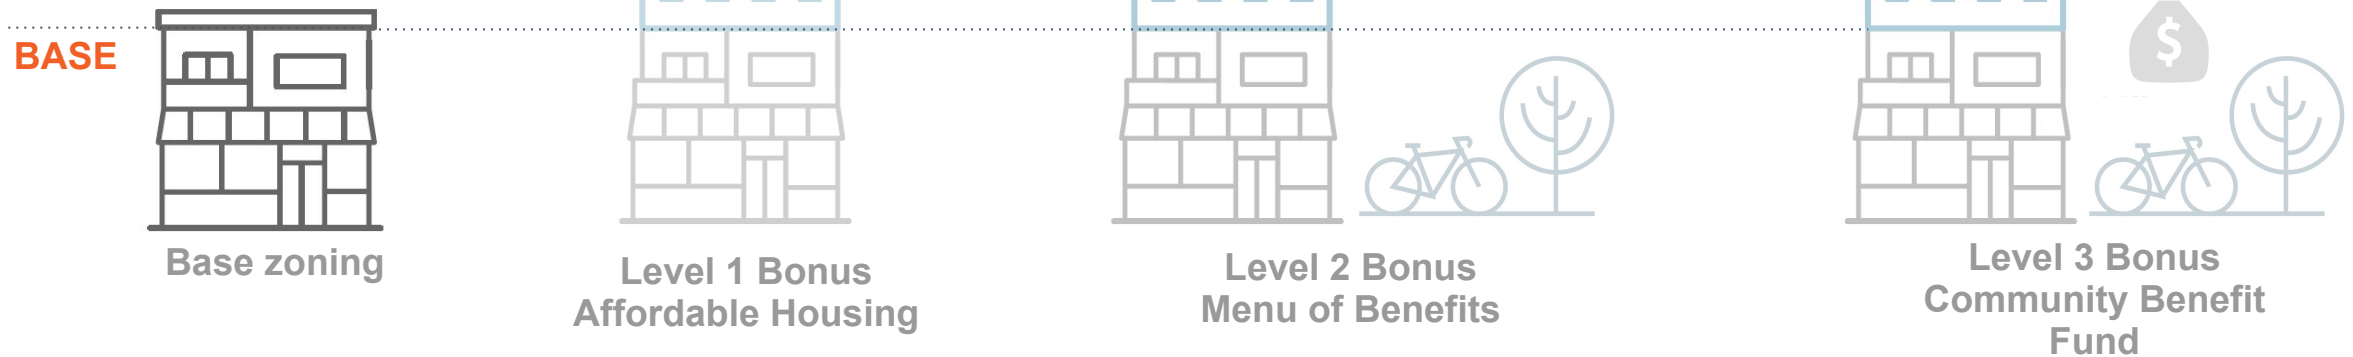 BASE
$
Base zoning
Level 1 Bonus
Affordable Housing
Level 2 Bonus
Menu of Benefits
Level 3 Bonus
Community Benefit
Fund